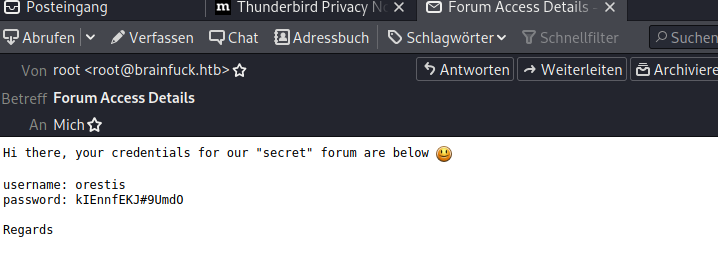 Posteingang
Thunderbird Privacy No
Forum Access Details -
Abrufen Verfassen Chat Adressbuch Schlagwörter Schnellfilter Suchen
Von root <root@brainfuck.htb> Antworten Weiterleiten Archiviere
Betreff Forum Access Details
An Mich
Hi there, your credentials for our "secret" forum are below 😃
username: orestis
password: kIEnnfEKJ#9UmdO
Regards